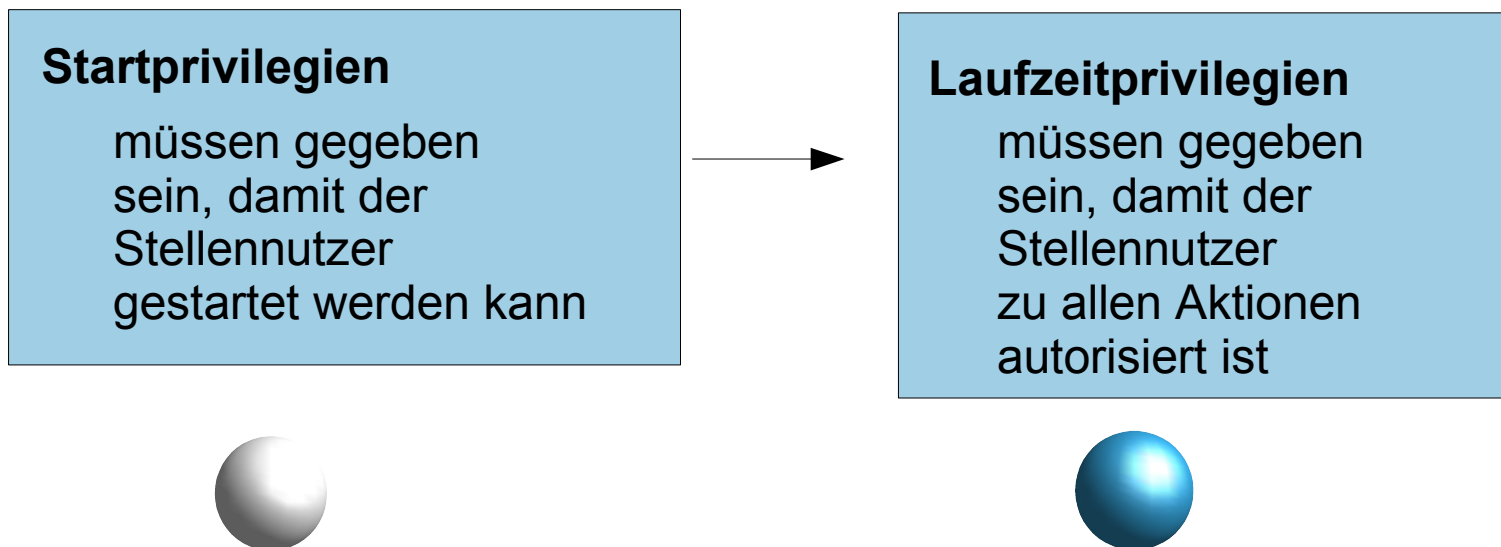 Startprivilegien
müssen gegeben
sein, damit der
Stellennutzer
gestartet werden kann
Laufzeitprivilegien
müssen gegeben
sein, damit der
Stellennutzer
zu allen Aktionen
autorisiert ist